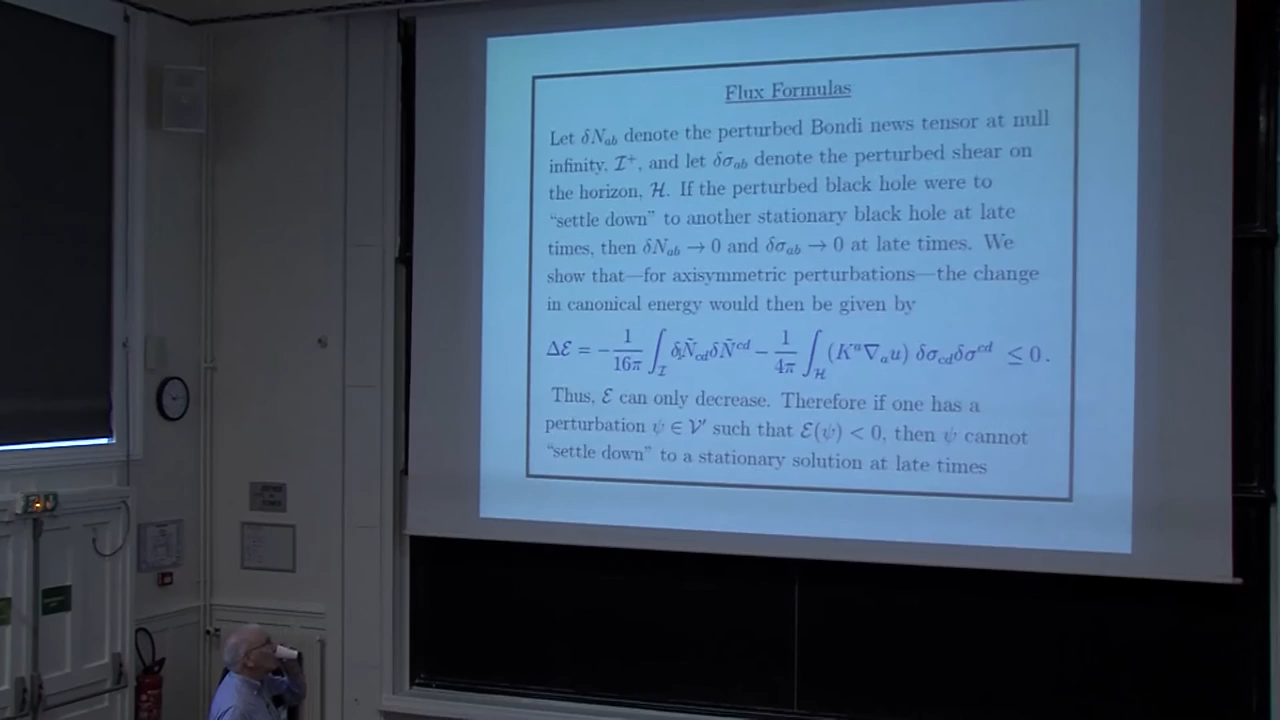 Flux Formulas
Let δN_ab denote the perturbed Bondi news tensor at null
infinity, ℐ⁺, and let δσ_ab denote the perturbed shear on
the horizon, ℋ. If the perturbed black hole were to
“settle down” to another stationary black hole at late
times, then δN_ab → 0 and δσ_ab → 0 at late times. We
show that—for axisymmetric perturbations—the change
in canonical energy would then be given by
Δℰ = −1/16π ∫_ℐ δÑ_cd δÑ^cd − 1/4π ∫_ℋ (K^a ∇_a u) δσ_cd δσ^cd ≤ 0.
Thus, ℰ can only decrease. Therefore if one has a
perturbation ψ ∈ 𝒱′ such that ℰ(ψ) < 0, then ψ cannot
“settle down” to a stationary solution at late times